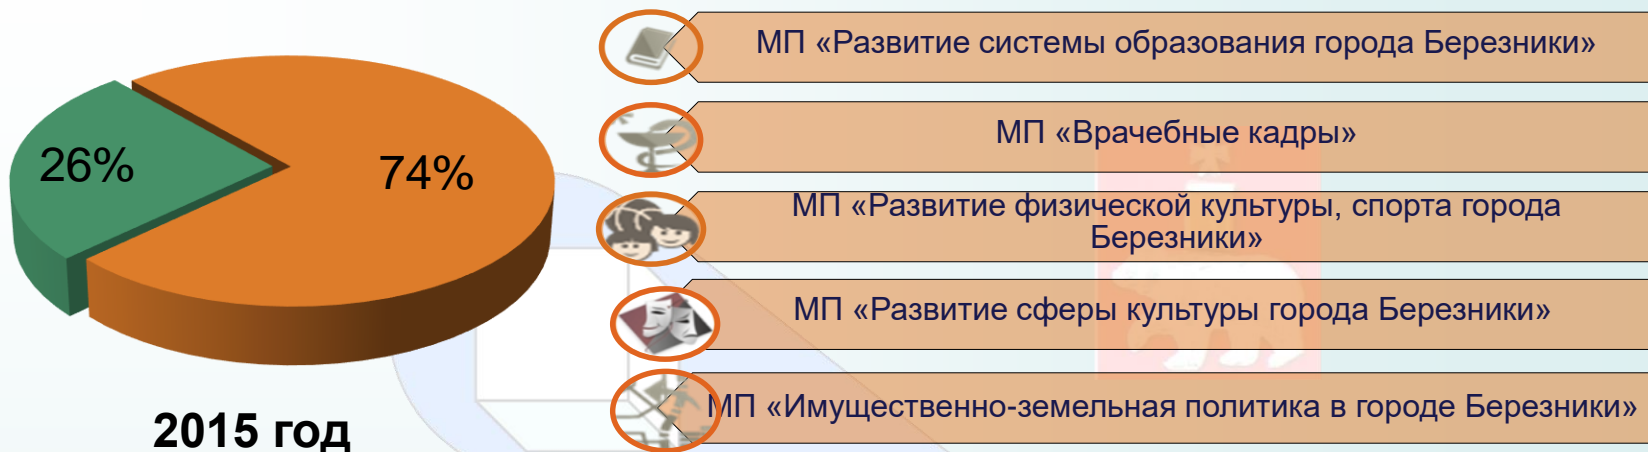 26%
74%
2015 год
МП «Развитие системы образования города Березники»
МП «Врачебные кадры»
МП «Развитие физической культуры, спорта города
Березники»
МП «Развитие сферы культуры города Березники»
МП «Имущественно-земельная политика в городе Березники»